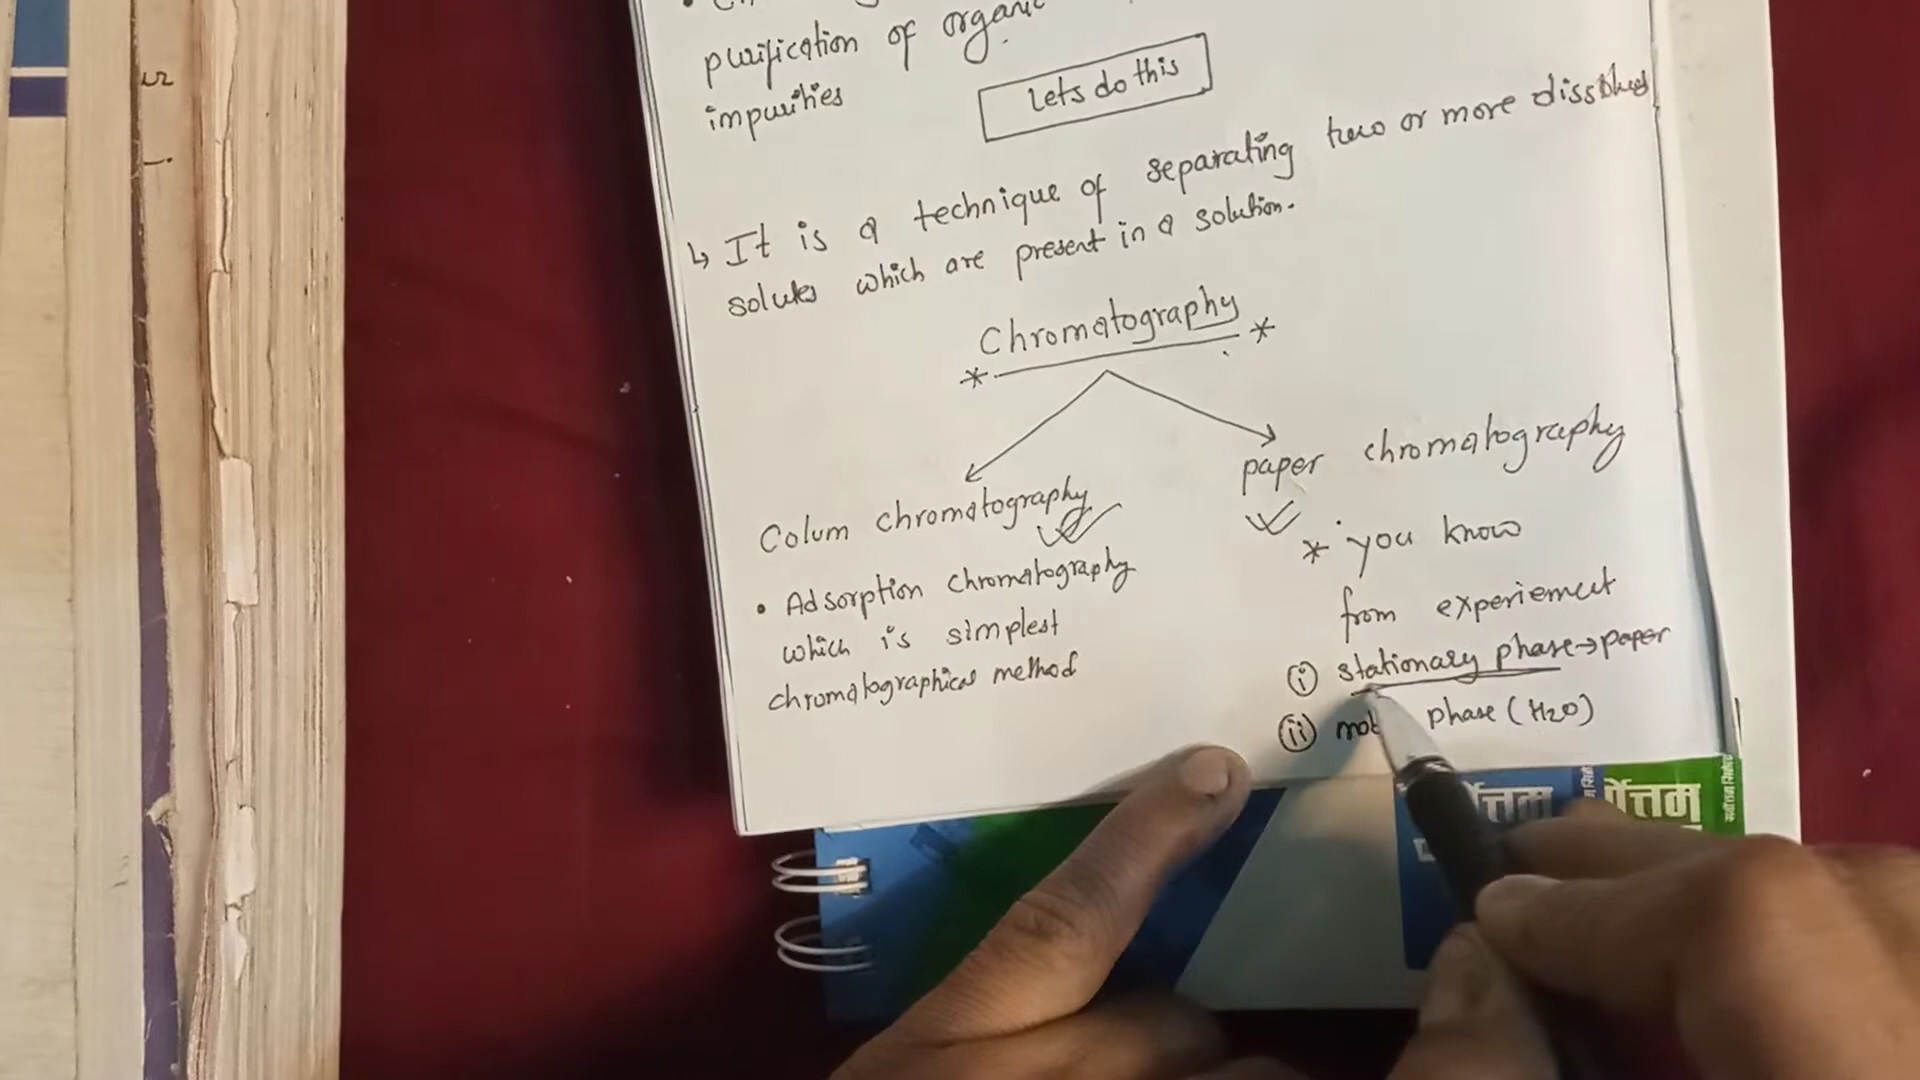 purification of organic
impurities
Lets do this
↳ It is a technique of separating two or more
solutes which are present in a solution.
* Chromatography *
Colum chromatography
paper chromatography
• Adsorption chromatography
which is simplest
chromatographical method
* you know
from experiemeut
(i) stationary phase→paper
(ii) phase (H2O)